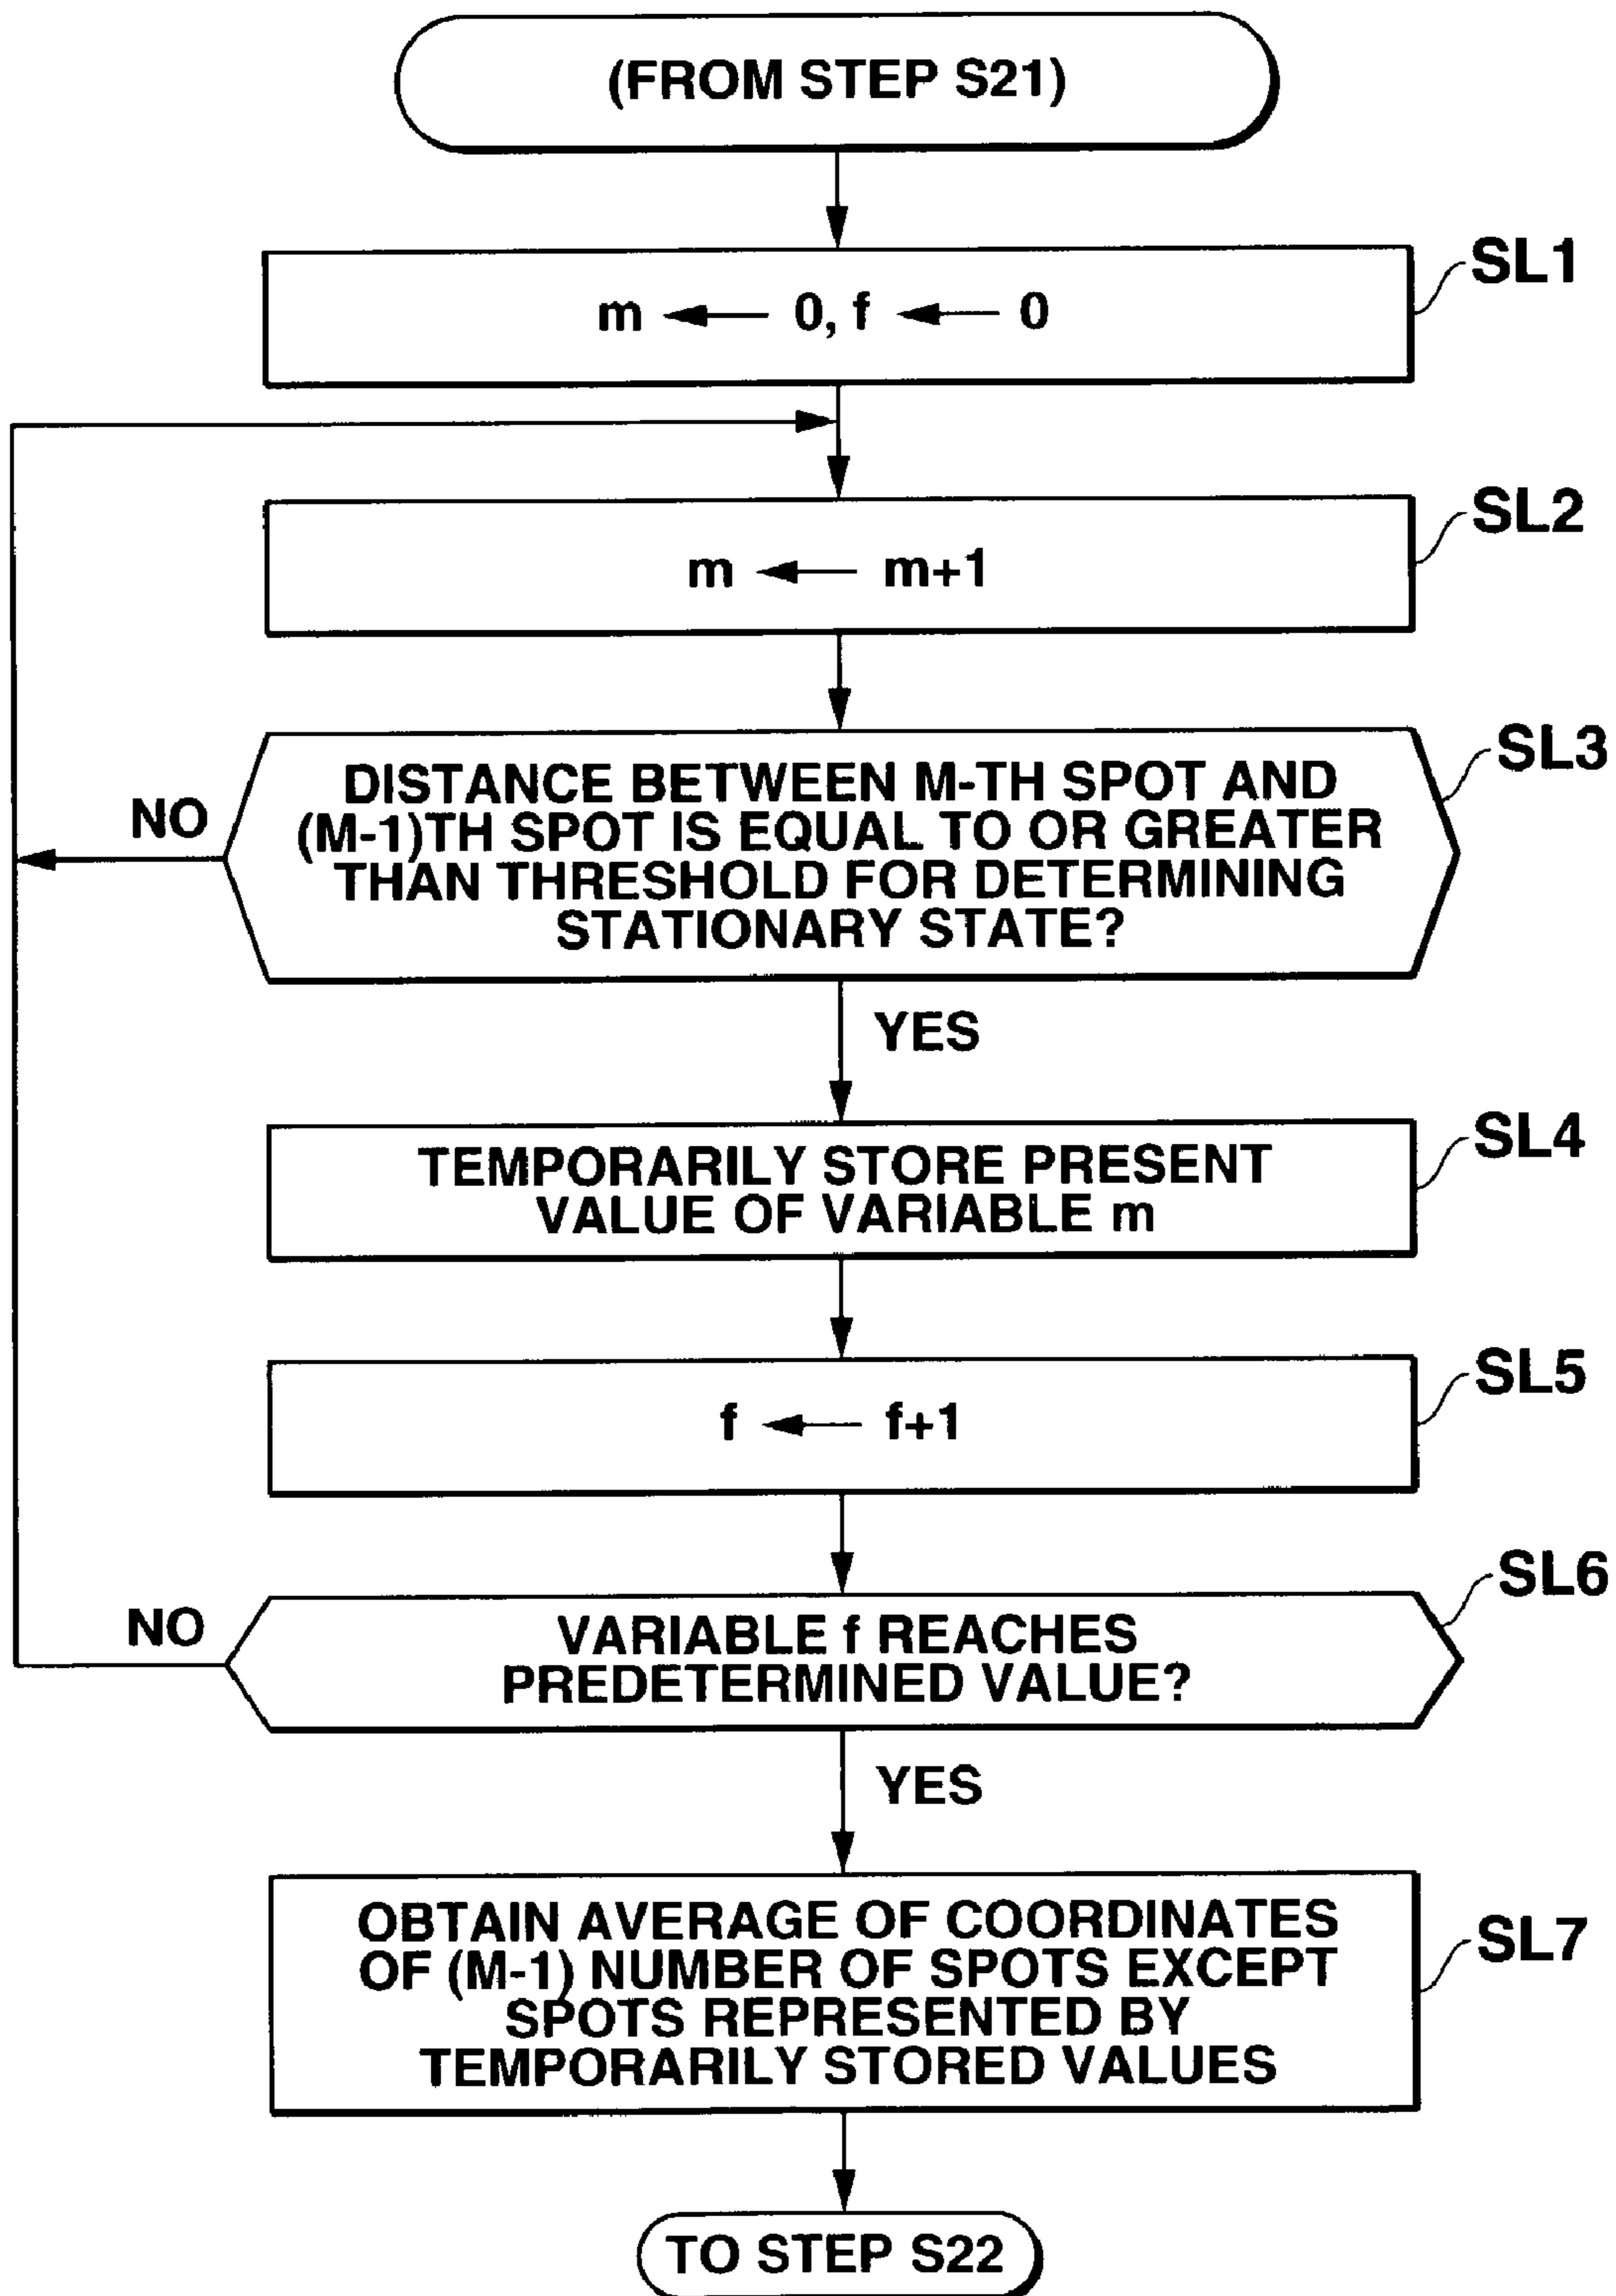 (FROM STEP S21)
SL1
m ← 0, f ← 0
SL2
m ← m+1
SL3
DISTANCE BETWEEN M-TH SPOT AND
(M-1)TH SPOT IS EQUAL TO OR GREATER
THAN THRESHOLD FOR DETERMINING
STATIONARY STATE?
NO
YES
SL4
TEMPORARILY STORE PRESENT
VALUE OF VARIABLE m
SL5
f ← f+1
SL6
VARIABLE f REACHES
PREDETERMINED VALUE?
NO
YES
SL7
OBTAIN AVERAGE OF COORDINATES
OF (M-1) NUMBER OF SPOTS EXCEPT
SPOTS REPRESENTED BY
TEMPORARILY STORED VALUES
TO STEP S22